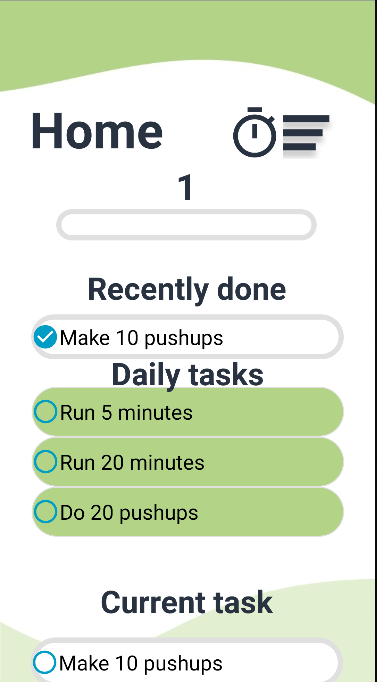 Home
1
Recently done
Make 10 pushups
Daily tasks
Run 5 minutes
Run 20 minutes
Do 20 pushups
Current task
Make 10 pushups